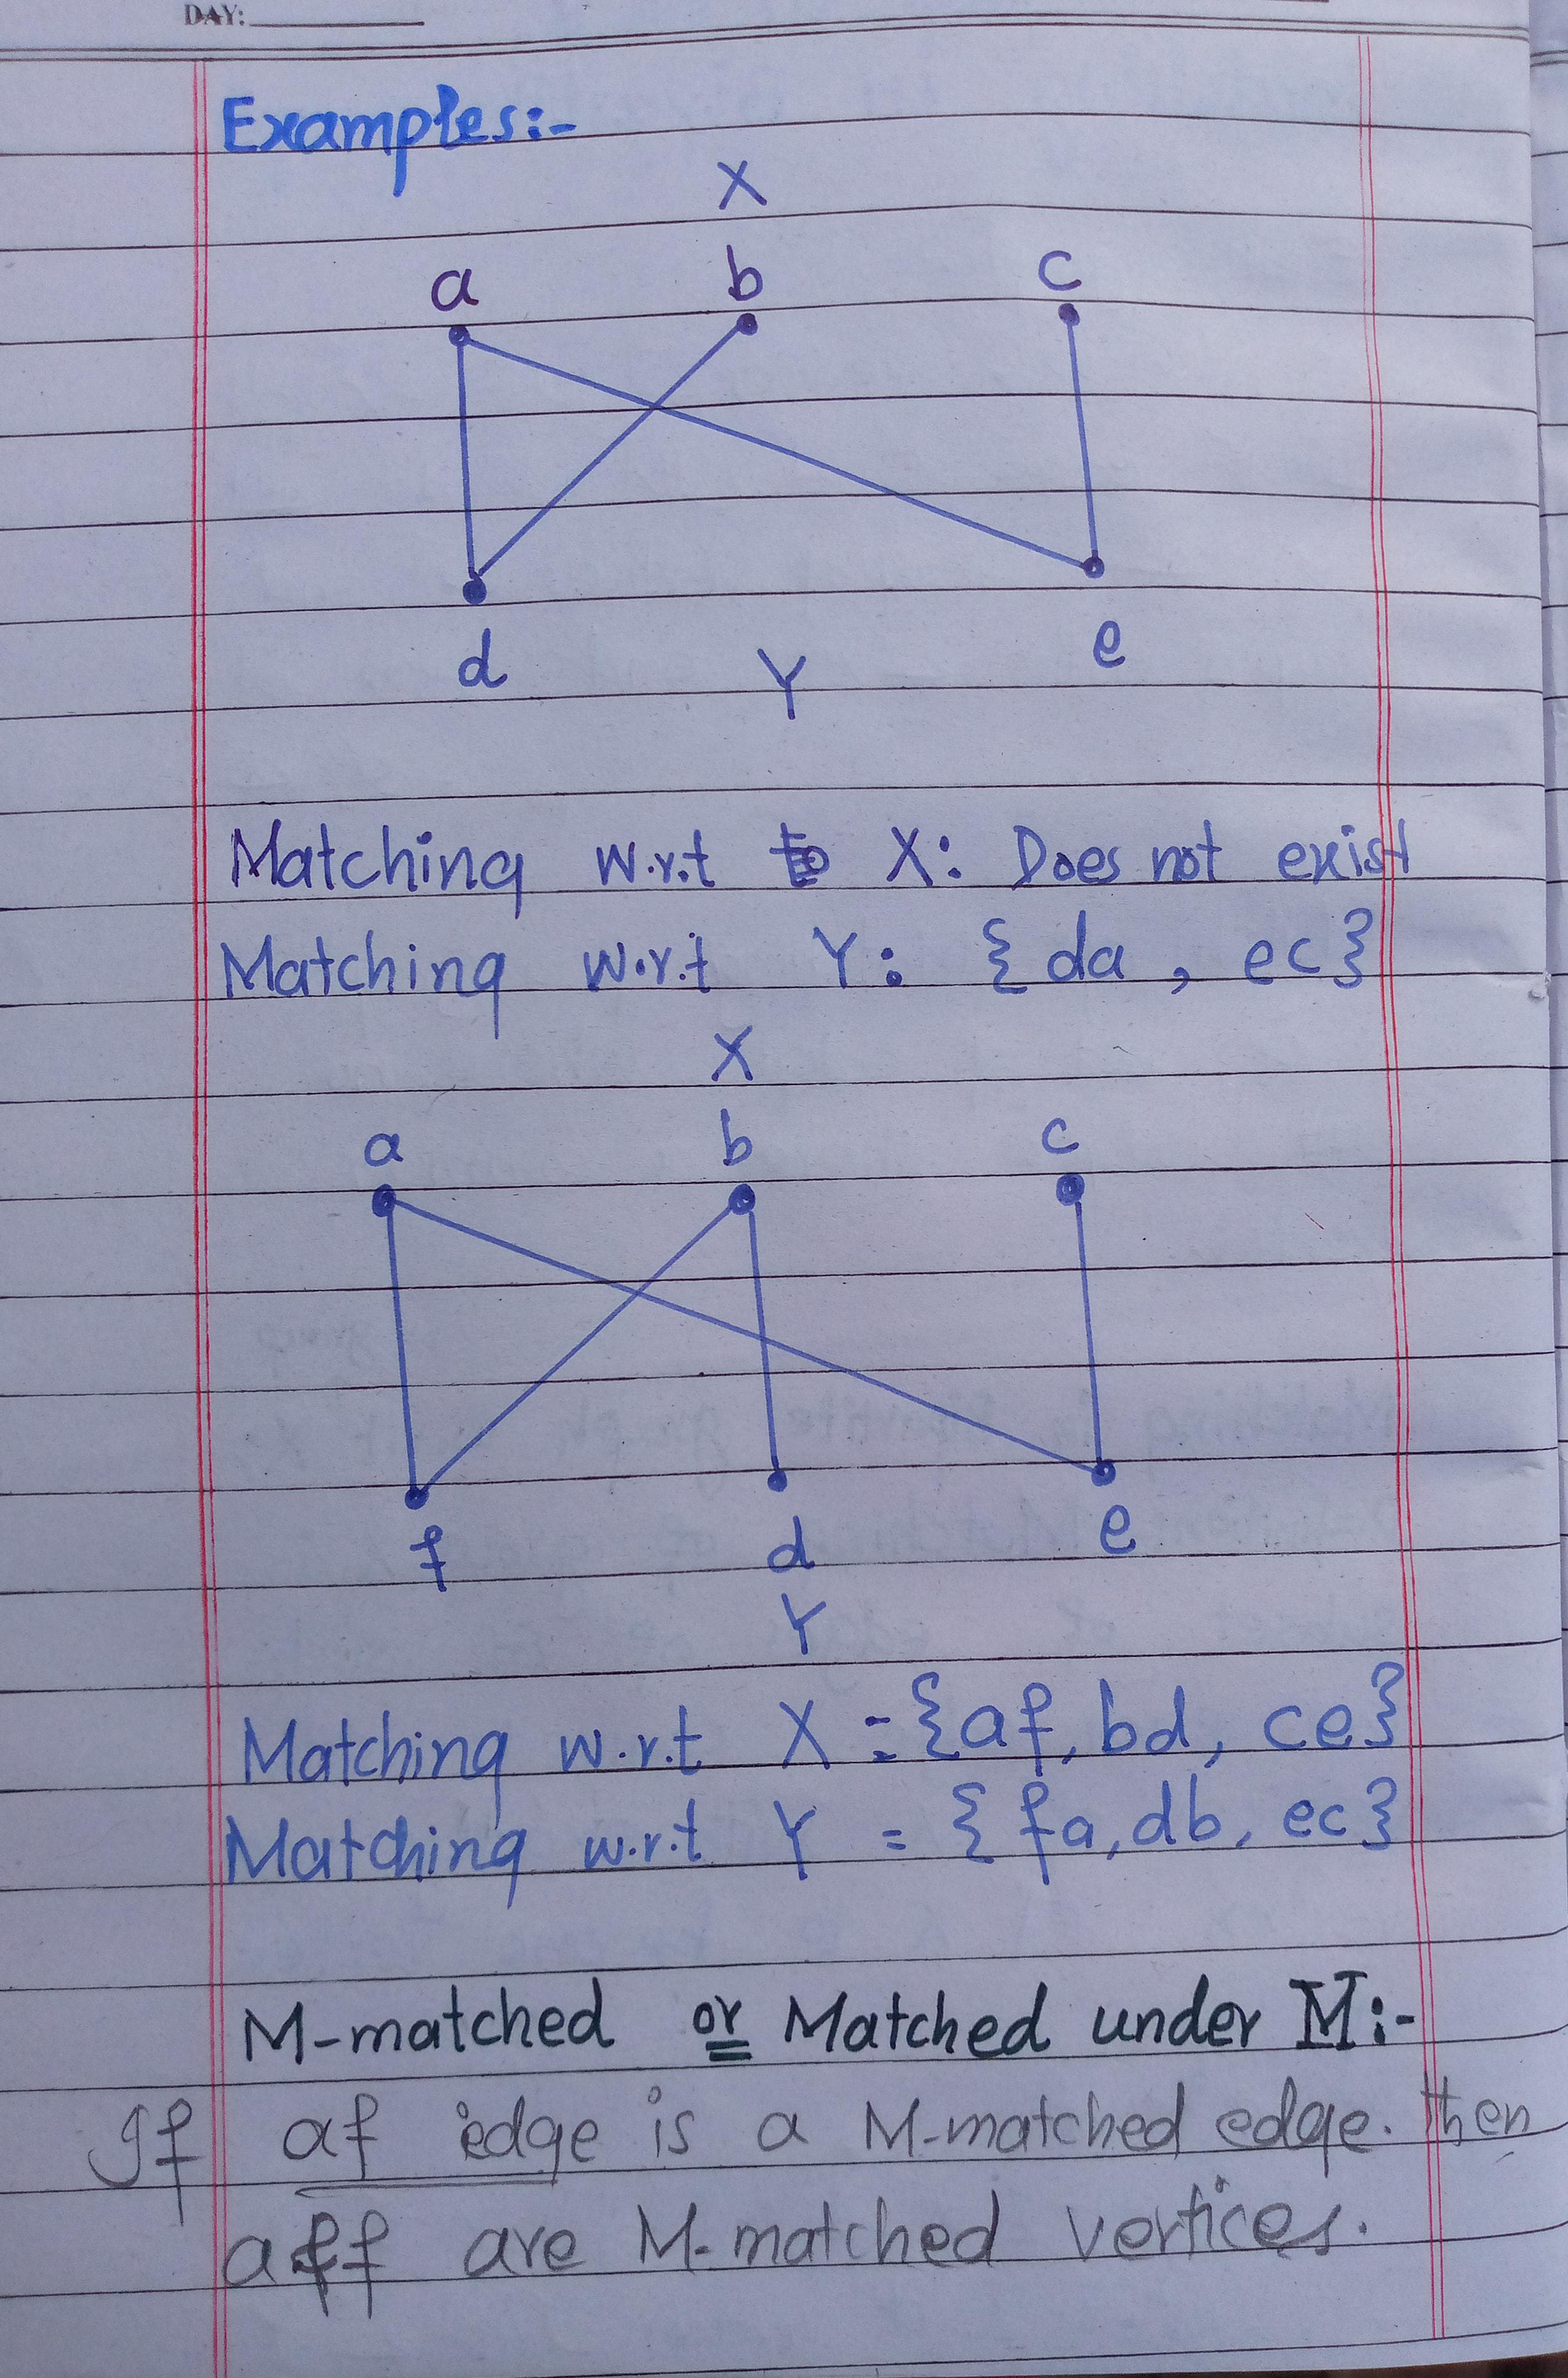 DAY:
Examples:-
X
a b c
d e
Y
Matching w.r.t X: Does not exist
Matching w.r.t Y: {da, ec}
X
a b c
f d e
Y
Matching w.r.t X = {af, bd, ce}
Matching w.r.t Y = {fa, db, ec}
M-matched or Matched under M:-
If af edge is a M-matched edge. then
a & f are M-matched vertices.